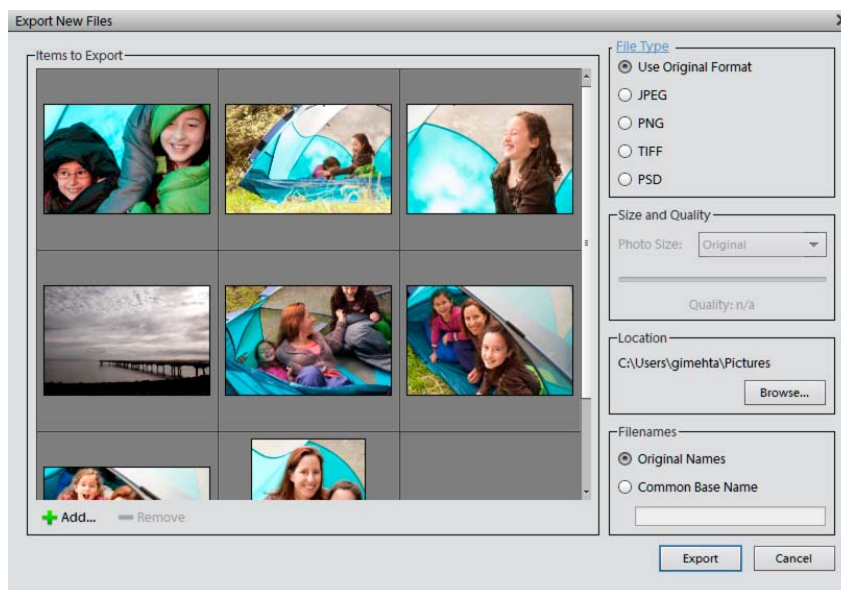 Export New Files
Items to Export
Add...
Remove
File Type
Use Original Format
JPEG
PNG
TIFF
PSD
Size and Quality
Photo Size: Original
Quality: n/a
Location
C:\Users\gimehta\Pictures
Browse...
Filenames
Original Names
Common Base Name
Export Cancel